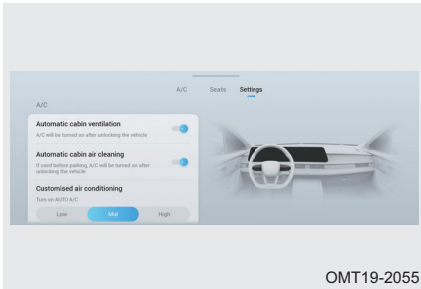 A/C Seats Settings
A/C
Automatic cabin ventilation
A/C will be turned on after unlocking the vehicle
Automatic cabin air cleaning
If used before parking, A/C will be turned on after
unlocking the vehicle
Customised air conditioning
Turn on AUTO A/C
Low Mid High
OMT19-2055